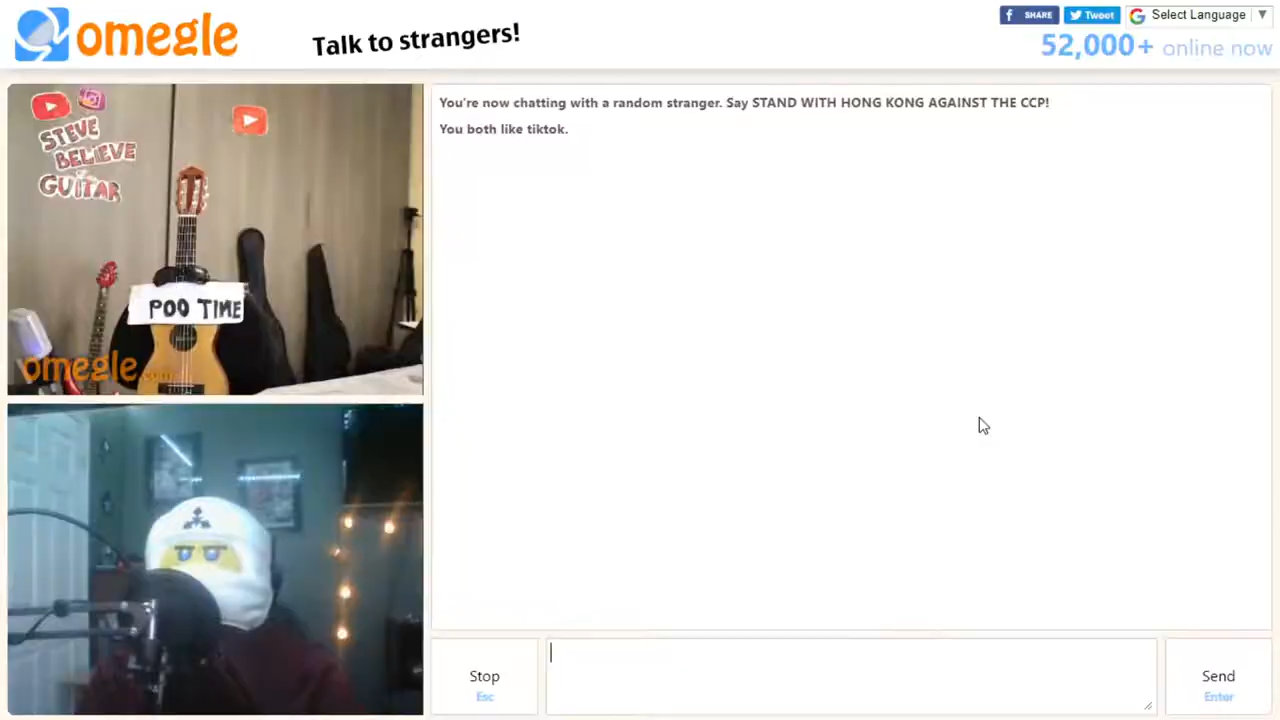 omegle
Talk to strangers!
SHARE
Tweet
Select Language
52,000+ online now
STEVE
BELIEVE
GUITAR
POO TIME
omegle.com
You're now chatting with a random stranger. Say STAND WITH HONG KONG AGAINST THE CCP!
You both like tiktok.
Stop
Esc
Send
Enter